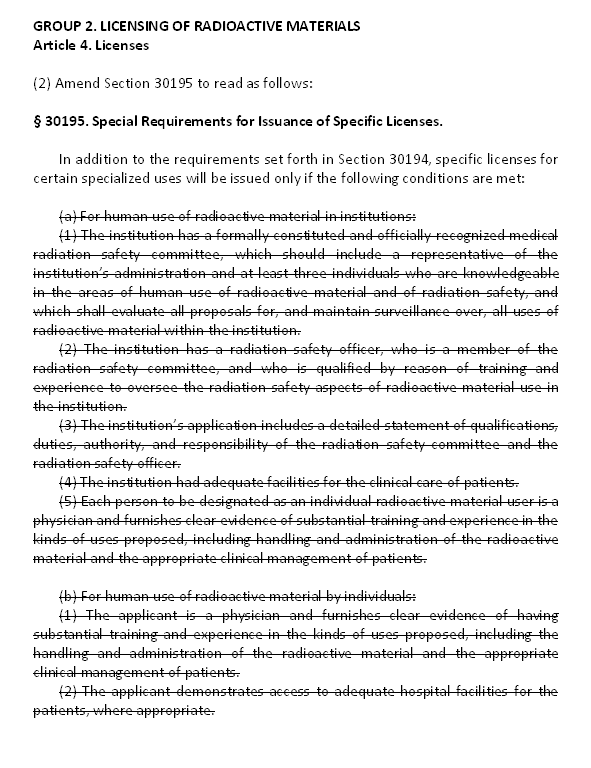 GROUP 2. LICENSING OF RADIOACTIVE MATERIALS
Article 4. Licenses
(2) Amend Section 30195 to read as follows:
§ 30195. Special Requirements for Issuance of Specific Licenses.
In addition to the requirements set forth in Section 30194, specific licenses for
certain specialized uses will be issued only if the following conditions are met:
(a) For human use of radioactive material in institutions:
(1) The institution has a formally constituted and officially recognized medical
radiation safety committee, which should include a representative of the
institution's administration and at least three individuals who are knowledgeable
in the areas of human use of radioactive material and of radiation safety, and
which shall evaluate all proposals for, and maintain surveillance over, all uses of
radioactive material within the institution.
(2) The institution has a radiation safety officer, who is a member of the
radiation safety committee, and who is qualified by reason of training and
experience to oversee the radiation safety aspects of radioactive material use in
the institution.
(3) The institution's application includes a detailed statement of qualifications,
duties, authority, and responsibility of the radiation safety committee and the
radiation safety officer.
(4) The institution had adequate facilities for the clinical care of patients.
(5) Each person to be designated as an individual radioactive material user is a
physician and furnishes clear evidence of substantial training and experience in the
kinds of uses proposed, including handling and administration of the radioactive
material and the appropriate clinical management of patients.
(b) For human use of radioactive material by individuals:
(1) The applicant is a physician and furnishes clear evidence of having
substantial training and experience in the kinds of uses proposed, including the
handling and administration of the radioactive material and the appropriate
clinical management of patients.
(2) The applicant demonstrates access to adequate hospital facilities for the
patients, where appropriate.